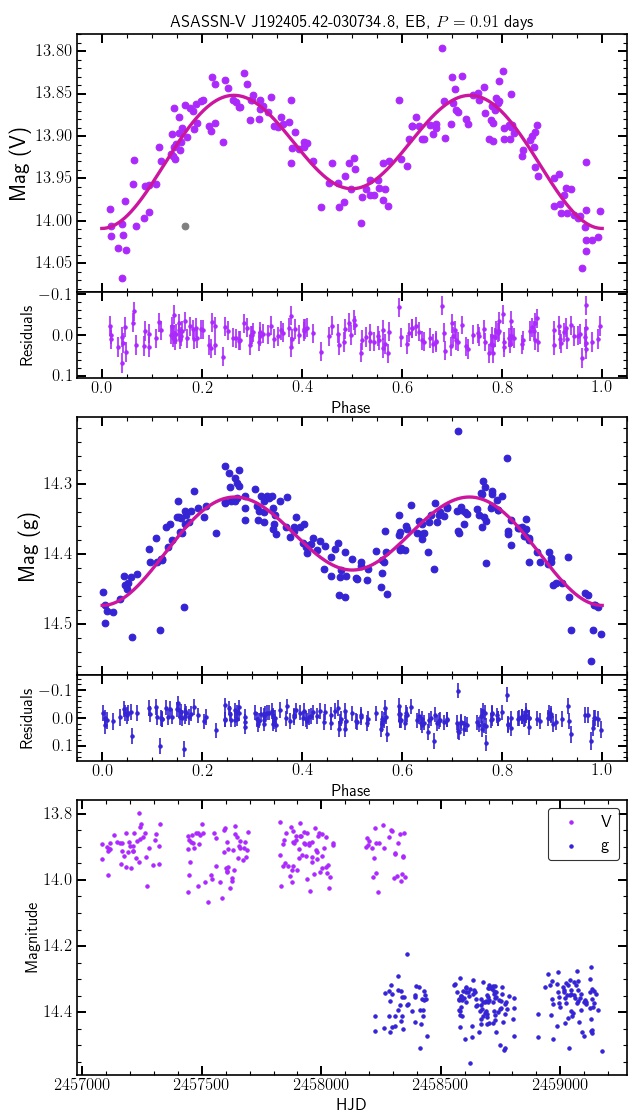 ASASSN-V J192405.42-030734.8, EB, P = 0.91 days
13.80
13.85
13.90
13.95
14.00
14.05
Mag (V)
−0.1
0.0
0.1
Residuals
0.0 0.2 0.4 0.6 0.8 1.0
Phase
14.3
14.4
14.5
Mag (g)
−0.1
0.0
0.1
Residuals
0.0 0.2 0.4 0.6 0.8 1.0
Phase
13.8
14.0
14.2
14.4
Magnitude
V
g
2457000 2457500 2458000 2458500 2459000
HJD